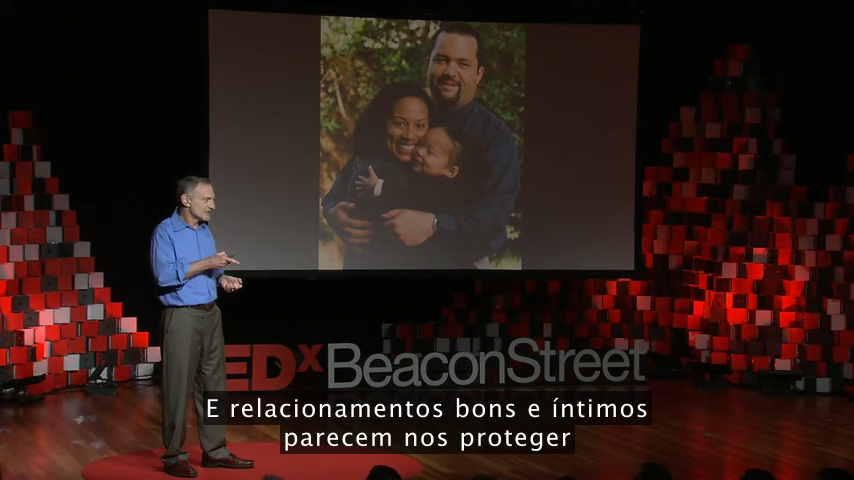 TEDxBeaconStreet
E relacionamentos bons e íntimos
parecem nos proteger